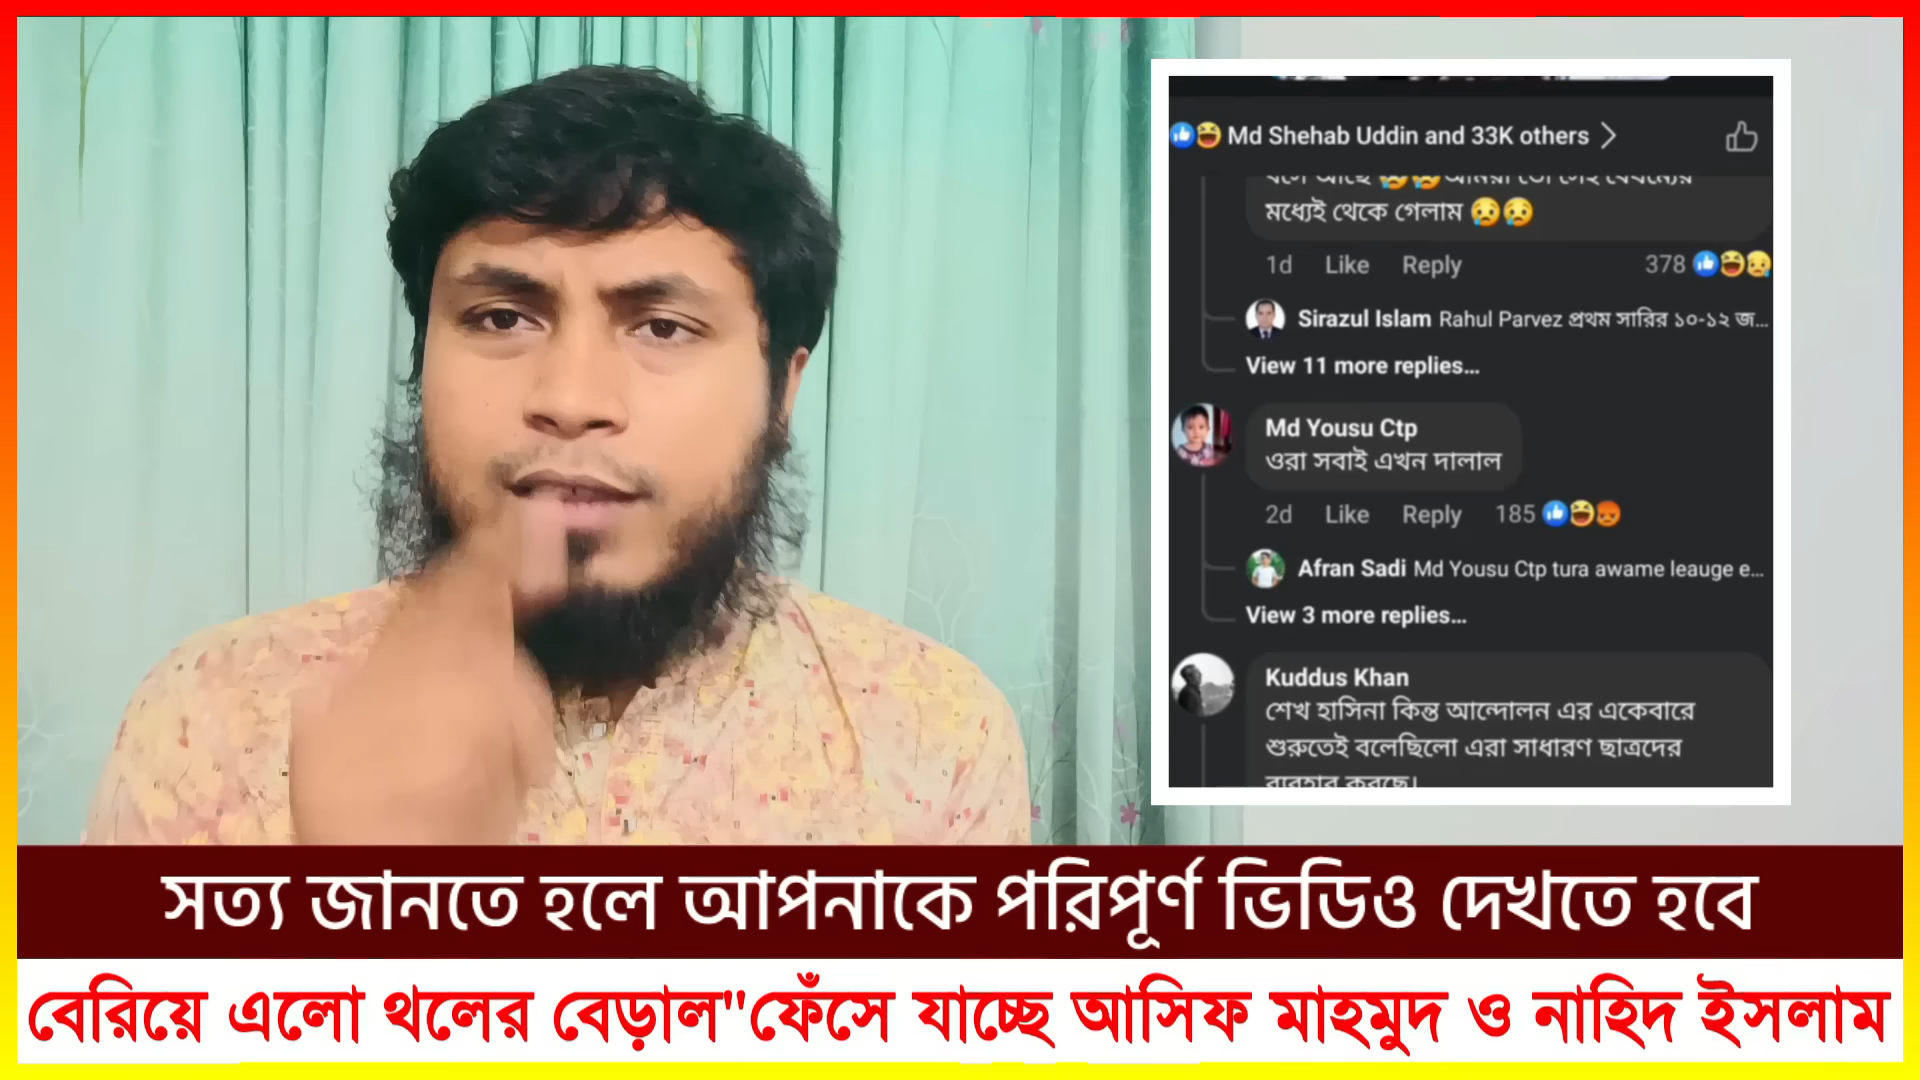 Md Shehab Uddin and 33K others
মধ্যেই থেকে গেলাম 😥😥
1d Like Reply 378
Sirazul Islam Rahul Parvez প্রথম সারির ১০-১২ জ...
View 11 more replies...
Md Yousu Ctp
ওরা সবাই এখন দালাল
2d Like Reply 185
Afran Sadi Md Yousu Ctp tura awame leauge e...
View 3 more replies...
Kuddus Khan
শেখ হাসিনা কিন্ত আন্দোলন এর একেবারে
শুরুতেই বলেছিলো এরা সাধারণ ছাত্রদের
ব্যবহার করছে।
সত্য জানতে হলে আপনাকে পরিপূর্ণ ভিডিও দেখতে হবে
বেরিয়ে এলো থলের বেড়াল"ফেঁসে যাচ্ছে আসিফ মাহমুদ ও নাহিদ ইসলাম